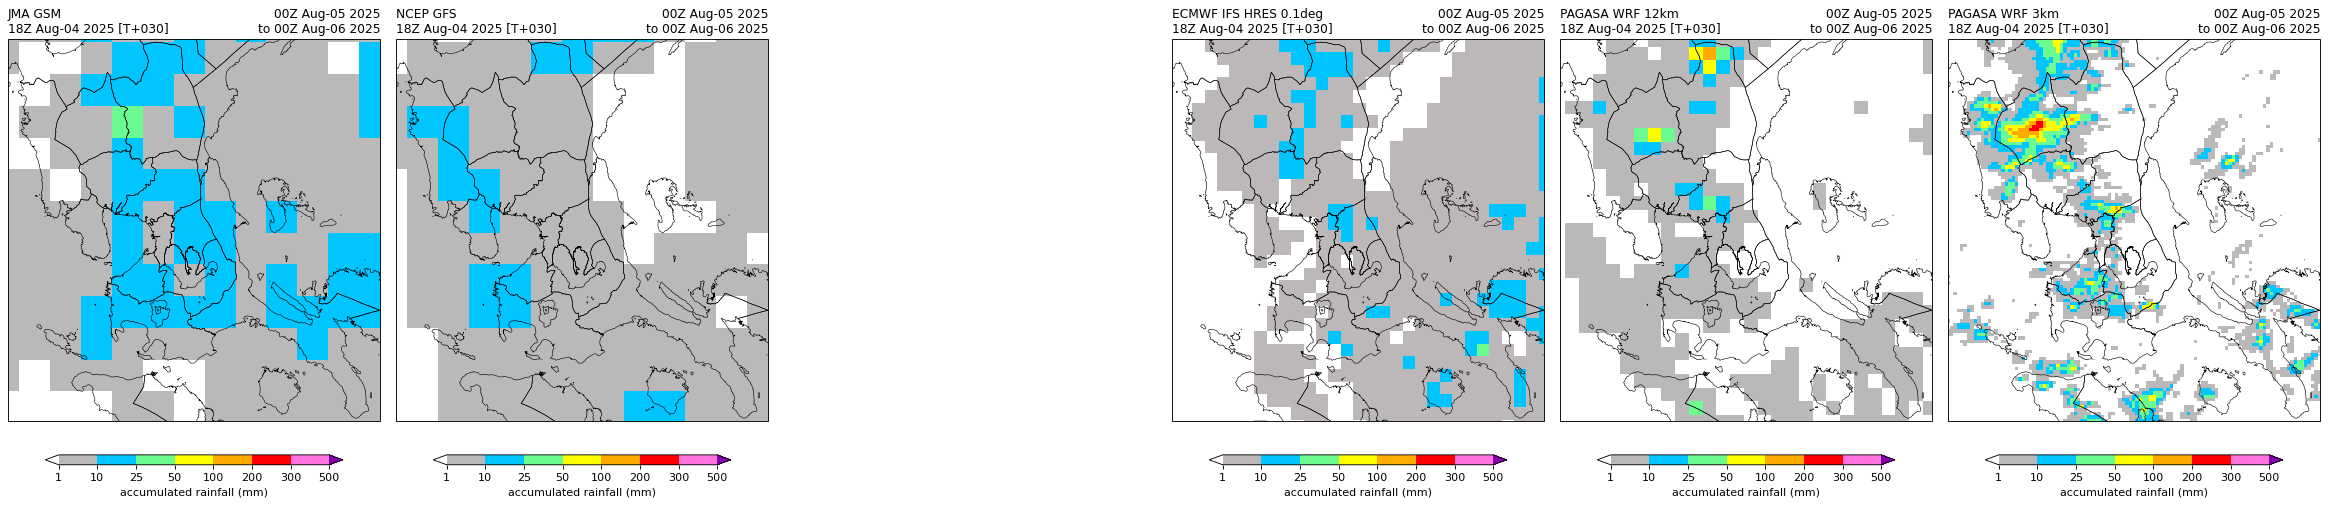 JMA GSM 00Z Aug-05 2025
18Z Aug-04 2025 [T+030] to 00Z Aug-06 2025
1 10 25 50 100 200 300 500
accumulated rainfall (mm)
NCEP GFS 00Z Aug-05 2025
18Z Aug-04 2025 [T+030] to 00Z Aug-06 2025
1 10 25 50 100 200 300 500
accumulated rainfall (mm)
ECMWF IFS HRES 0.1deg 00Z Aug-05 2025
18Z Aug-04 2025 [T+030] to 00Z Aug-06 2025
1 10 25 50 100 200 300 500
accumulated rainfall (mm)
PAGASA WRF 12km 00Z Aug-05 2025
18Z Aug-04 2025 [T+030] to 00Z Aug-06 2025
1 10 25 50 100 200 300 500
accumulated rainfall (mm)
PAGASA WRF 3km 00Z Aug-05 2025
18Z Aug-04 2025 [T+030] to 00Z Aug-06 2025
1 10 25 50 100 200 300 500
accumulated rainfall (mm)